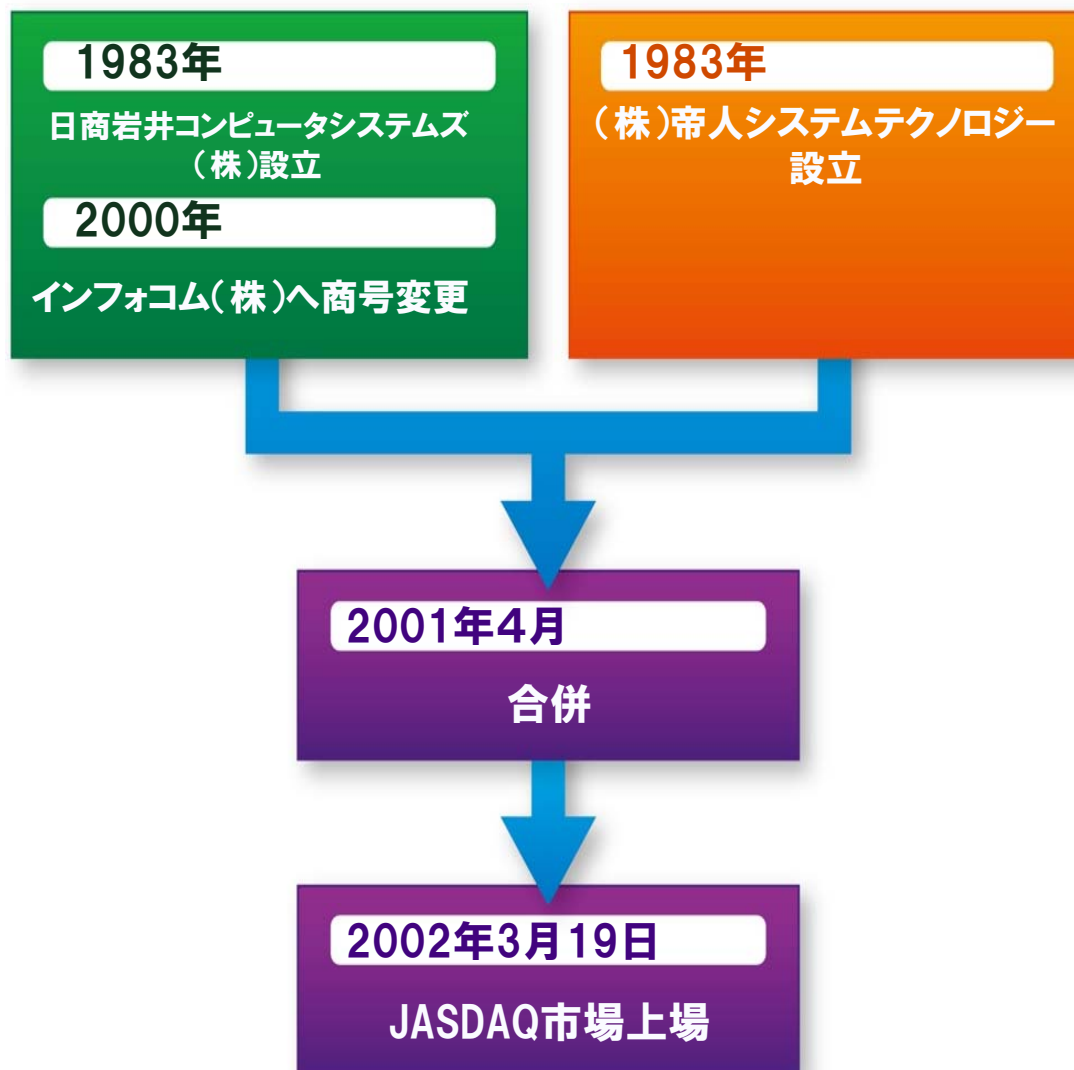 1983年
日商岩井コンピュータシステムズ
(株)設立
2000年
インフォコム(株)へ商号変更
1983年
(株)帝人システムテクノロジー
設立
2001年4月
合併
2002年3月19日
JASDAQ市場上場